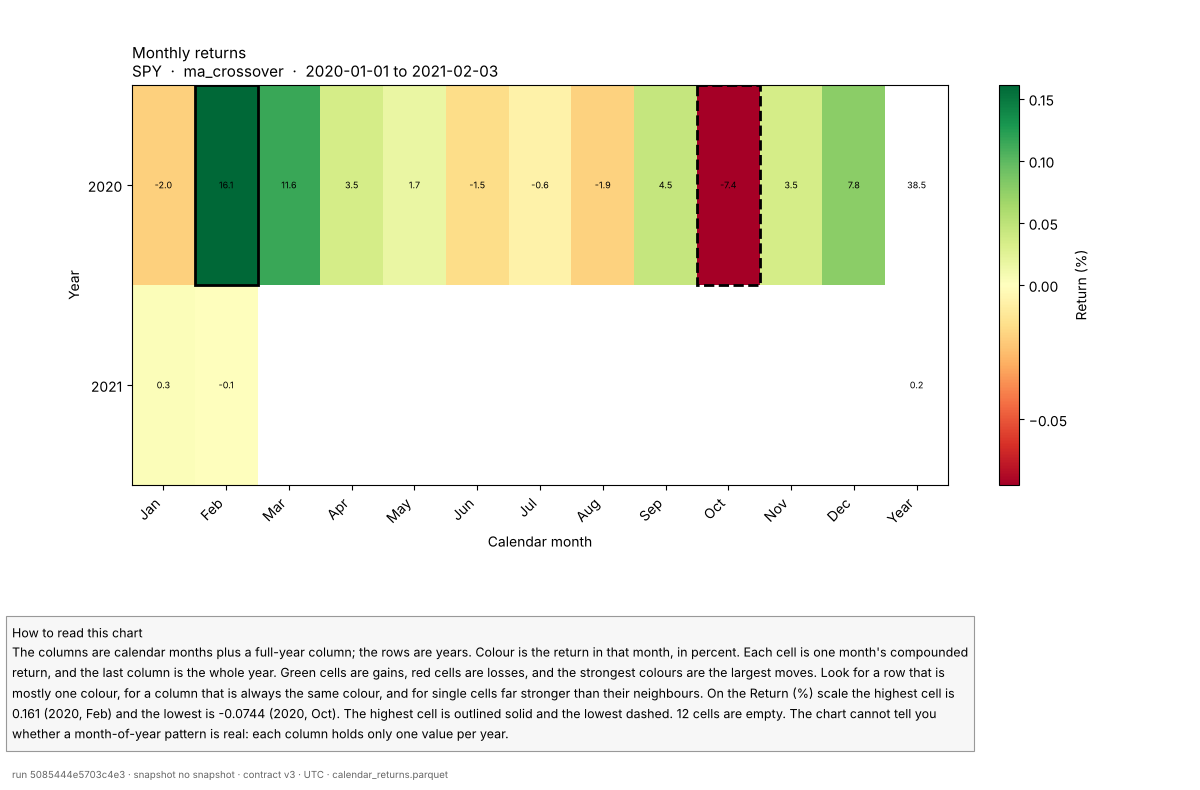 Monthly returns
SPY · ma_crossover · 2020-01-01 to 2021-02-03
Year
2020
-2.0 16.1 11.6 3.5 1.7 -1.5 -0.6 -1.9 4.5 -7.4 3.5 7.8 38.5
2021
0.3 -0.1 0.2
Jan Feb Mar Apr May Jun Jul Aug Sep Oct Nov Dec Year
Calendar month
0.15
0.10
0.05
0.00
−0.05
Return (%)
How to read this chart
The columns are calendar months plus a full-year column; the rows are years. Colour is the return in that month, in percent. Each cell is one month's compounded
return, and the last column is the whole year. Green cells are gains, red cells are losses, and the strongest colours are the largest moves. Look for a row that is
mostly one colour, for a column that is always the same colour, and for single cells far stronger than their neighbours. On the Return (%) scale the highest cell is
0.161 (2020, Feb) and the lowest is -0.0744 (2020, Oct). The highest cell is outlined solid and the lowest dashed. 12 cells are empty. The chart cannot tell you
whether a month-of-year pattern is real: each column holds only one value per year.
run 5085444e5703c4e3 · snapshot no snapshot · contract v3 · UTC · calendar_returns.parquet